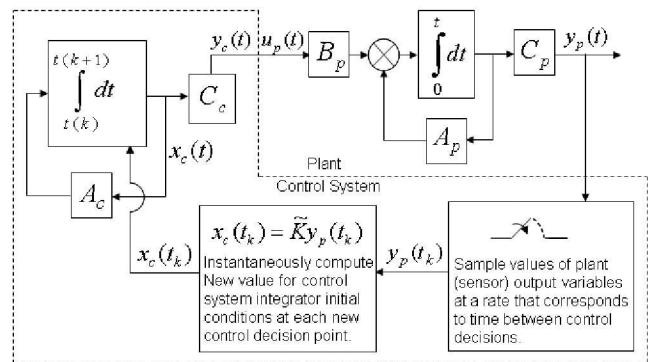 t(k+1)
∫ dt
t(k)
C_c
x_c(t)
A_c
y_c(t) u_p(t)
B_p
t
∫ dt
0
C_p
y_p(t)
A_p
Plant
Control System
x_c(t_k)
x_c(t_k) = K̃y_p(t_k)
Instantaneously compute
New value for control
system integrator initial
conditions at each new
control decision point.
y_p(t_k)
Sample values of plant
(sensor) output variables
at a rate that corresponds
to time between control
decisions.